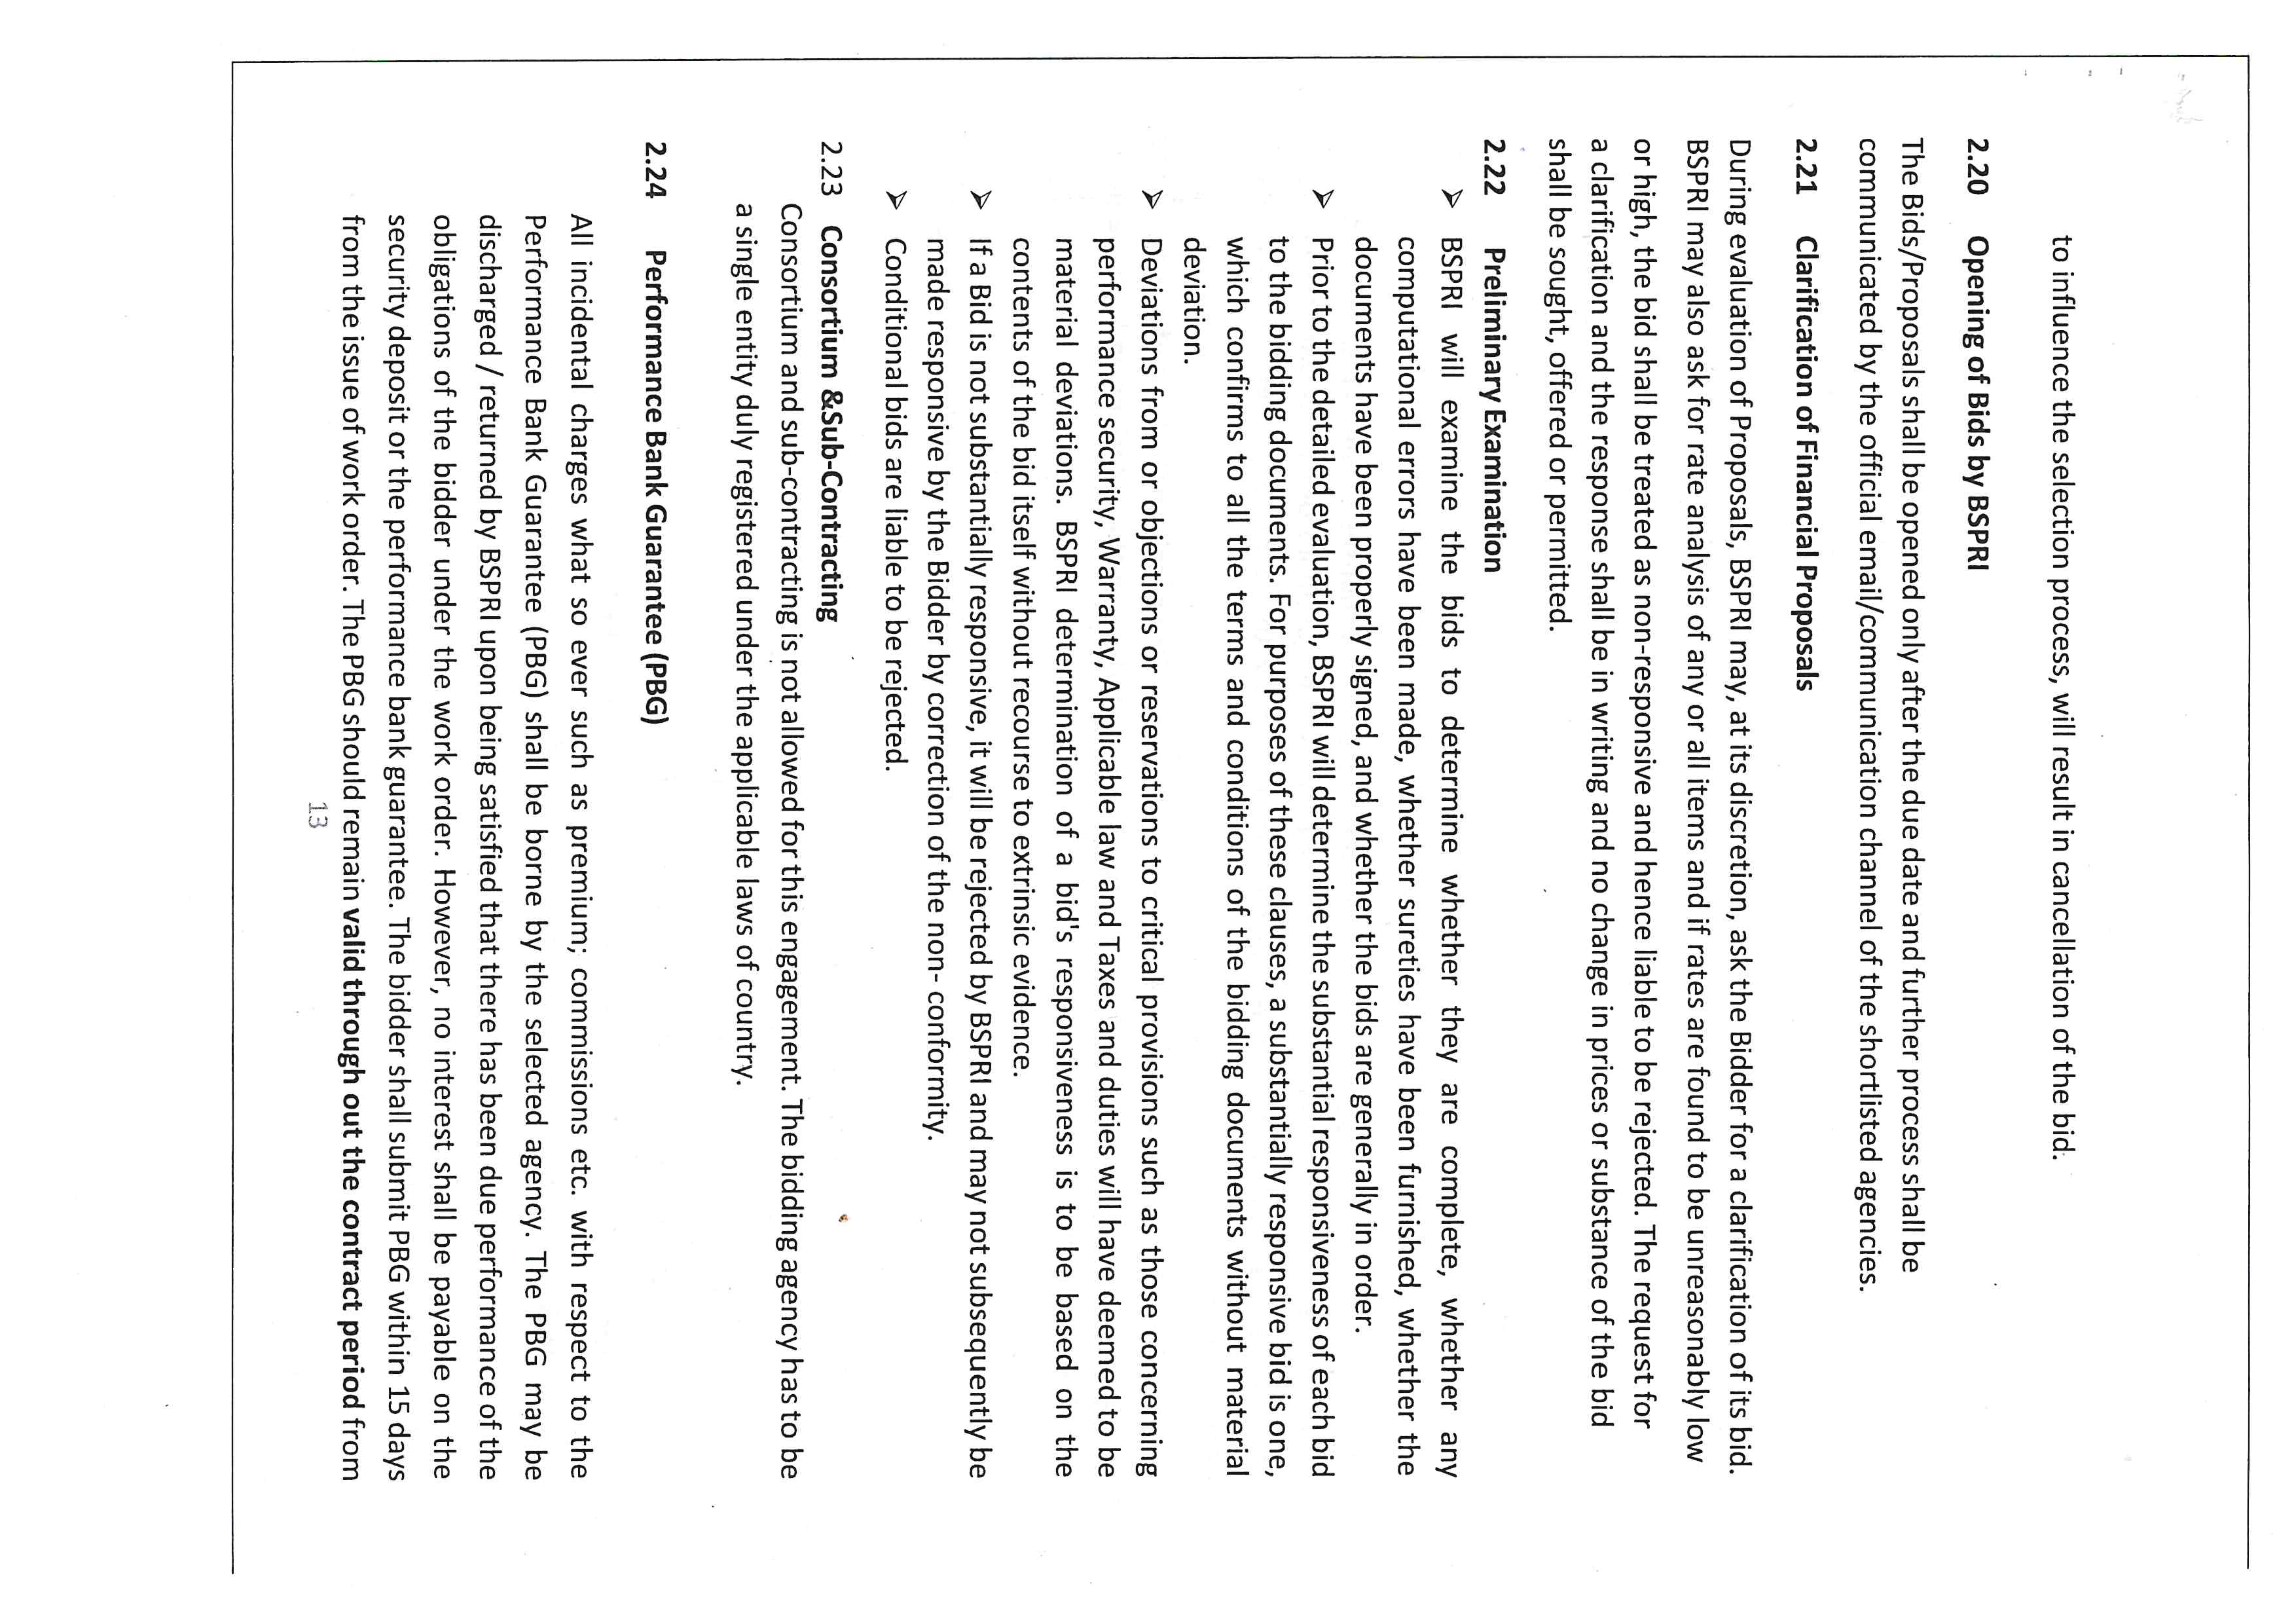 to influence the selection process, will result in cancellation of the bid.
2.20 Opening of Bids by BSPRI
The Bids/Proposals shall be opened only after the due date and further process shall be
communicated by the official email/communication channel of the shortlisted agencies.
2.21 Clarification of Financial Proposals
During evaluation of Proposals, BSPRI may, at its discretion, ask the Bidder for a clarification of its bid.
BSPRI may also ask for rate analysis of any or all items and if rates are found to be unreasonably low
or high, the bid shall be treated as non-responsive and hence liable to be rejected. The request for
a clarification and the response shall be in writing and no change in prices or substance of the bid
shall be sought, offered or permitted.
2.22 Preliminary Examination
➢ BSPRI will examine the bids to determine whether they are complete, whether any
computational errors have been made, whether sureties have been furnished, whether the
documents have been properly signed, and whether the bids are generally in order.
➢ Prior to the detailed evaluation, BSPRI will determine the substantial responsiveness of each bid
to the bidding documents. For purposes of these clauses, a substantially responsive bid is one,
which confirms to all the terms and conditions of the bidding documents without material
deviation.
➢ Deviations from or objections or reservations to critical provisions such as those concerning
performance security, Warranty, Applicable law and Taxes and duties will have deemed to be
material deviations. BSPRI determination of a bid's responsiveness is to be based on the
contents of the bid itself without recourse to extrinsic evidence.
➢ If a Bid is not substantially responsive, it will be rejected by BSPRI and may not subsequently be
made responsive by the Bidder by correction of the non- conformity.
➢ Conditional bids are liable to be rejected.
2.23 Consortium &Sub-Contracting
Consortium and sub-contracting is not allowed for this engagement. The bidding agency has to be
a single entity duly registered under the applicable laws of country.
2.24 Performance Bank Guarantee (PBG)
All incidental charges what so ever such as premium; commissions etc. with respect to the
Performance Bank Guarantee (PBG) shall be borne by the selected agency. The PBG may be
discharged / returned by BSPRI upon being satisfied that there has been due performance of the
obligations of the bidder under the work order. However, no interest shall be payable on the
security deposit or the performance bank guarantee. The bidder shall submit PBG within 15 days
from the issue of work order. The PBG should remain valid through out the contract period from
13